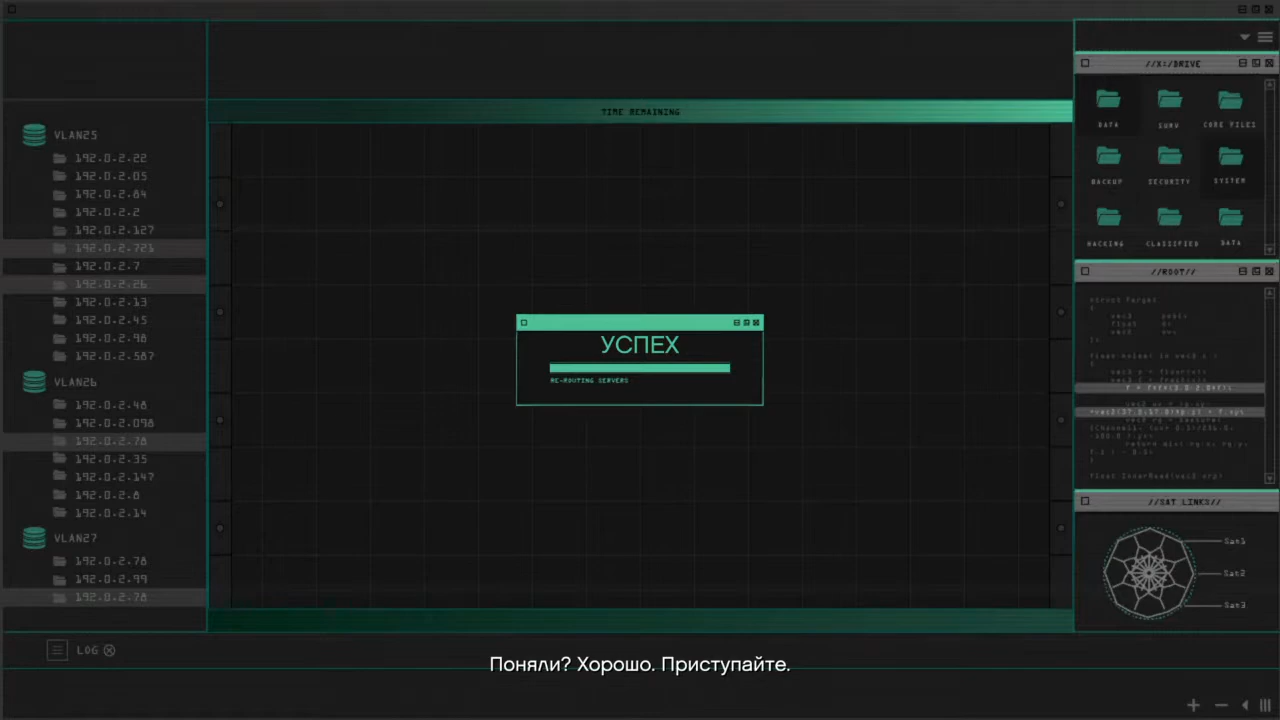 VLAN25
192.0.2.22
192.0.2.05
192.0.2.84
192.0.2.2
192.0.2.127
192.0.2.721
192.0.2.7
192.0.2.26
192.0.2.13
192.0.2.45
192.0.2.98
192.0.2.587
VLAN26
192.0.2.48
192.0.2.098
192.0.2.78
192.0.2.35
192.0.2.147
192.0.2.8
192.0.2.14
VLAN27
192.0.2.78
192.0.2.99
192.0.2.78
LOG
TIME REMAINING
УСПЕХ
RE-ROUTING SERVERS
//X:/DRIVE
DATA SURV CORE FILES
BACKUP SECURITY SYSTEM
HACKING CLASSIFIED DATA
//ROOT//
struct Target
{
//SAT LINKS//
Sat1
Sat2
Sat3
Поняли? Хорошо. Приступайте.